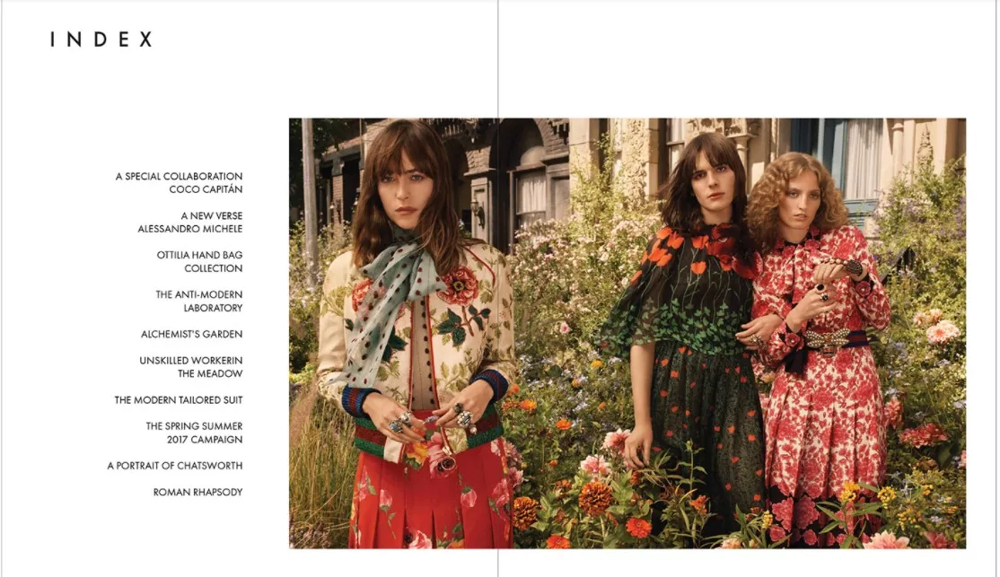 INDEX
A SPECIAL COLLABORATION
COCO CAPITÁN
A NEW VERSE
ALESSANDRO MICHELE
OTTILIA HAND BAG
COLLECTION
THE ANTI-MODERN
LABORATORY
ALCHEMIST'S GARDEN
UNSKILLED WORKERIN
THE MEADOW
THE MODERN TAILORED SUIT
THE SPRING SUMMER
2017 CAMPAIGN
A PORTRAIT OF CHATSWORTH
ROMAN RHAPSODY